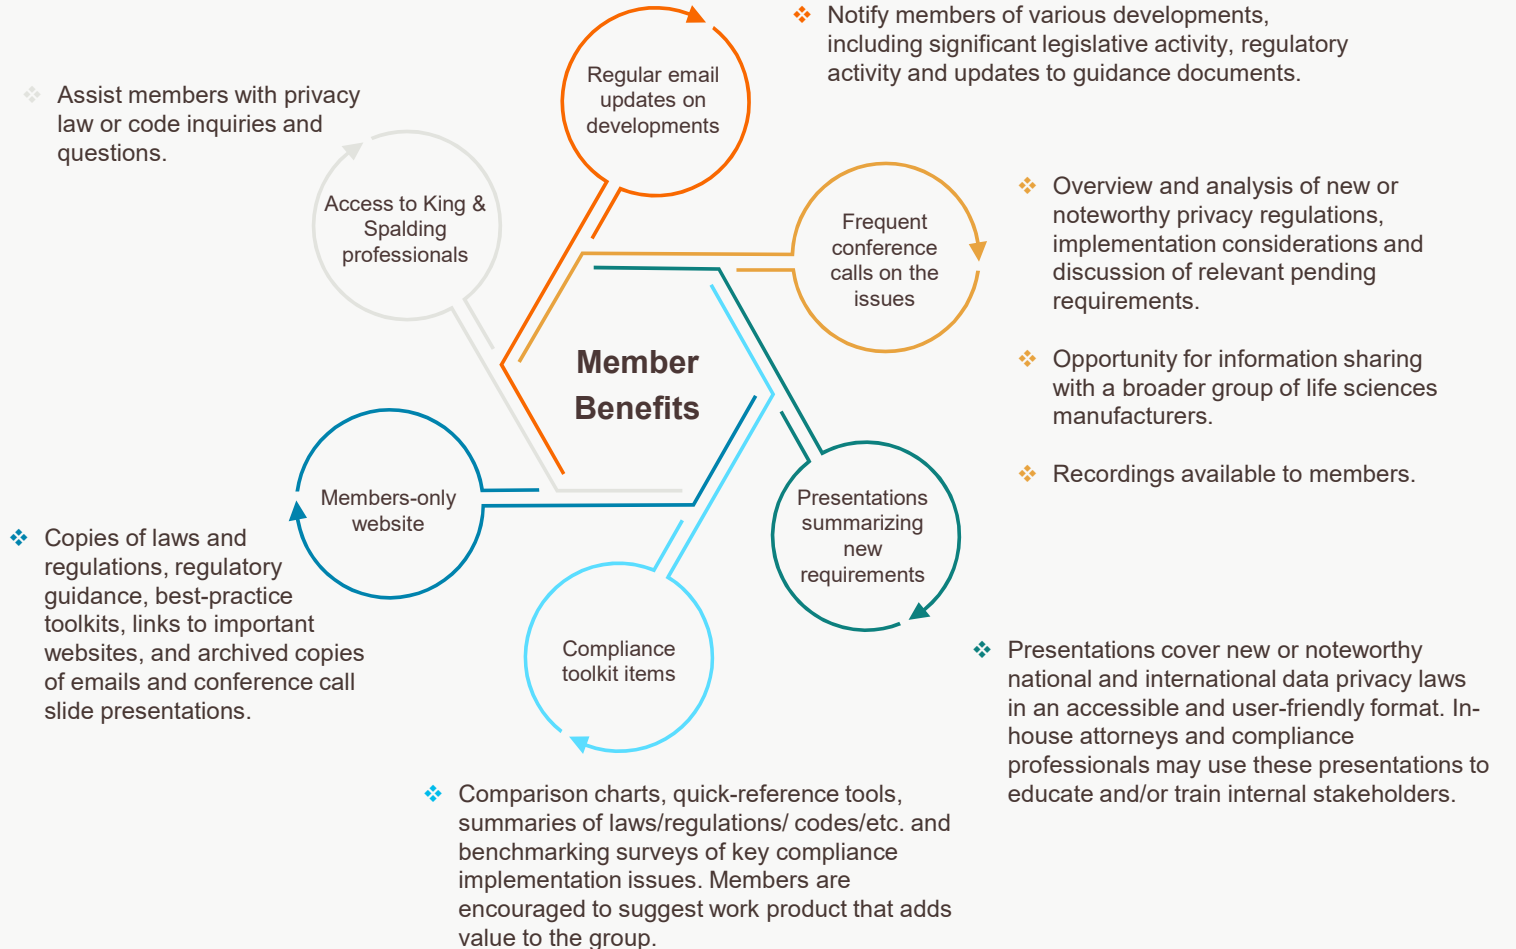 Regular email
updates on
developments
❖ Notify members of various developments,
including significant legislative activity, regulatory
activity and updates to guidance documents.
❖ Assist members with privacy
law or code inquiries and
questions.
Access to King &
Spalding
professionals
Frequent
conference
calls on the
issues
❖ Overview and analysis of new or
noteworthy privacy regulations,
implementation considerations and
discussion of relevant pending
requirements.
❖ Opportunity for information sharing
with a broader group of life sciences
manufacturers.
❖ Recordings available to members.
Member
Benefits
Members-only
website
❖ Copies of laws and
regulations, regulatory
guidance, best-practice
toolkits, links to important
websites, and archived copies
of emails and conference call
slide presentations.
Presentations
summarizing
new
requirements
❖ Presentations cover new or noteworthy
national and international data privacy laws
in an accessible and user-friendly format. In-
house attorneys and compliance
professionals may use these presentations to
educate and/or train internal stakeholders.
Compliance
toolkit items
❖ Comparison charts, quick-reference tools,
summaries of laws/regulations/ codes/etc. and
benchmarking surveys of key compliance
implementation issues. Members are
encouraged to suggest work product that adds
value to the group.